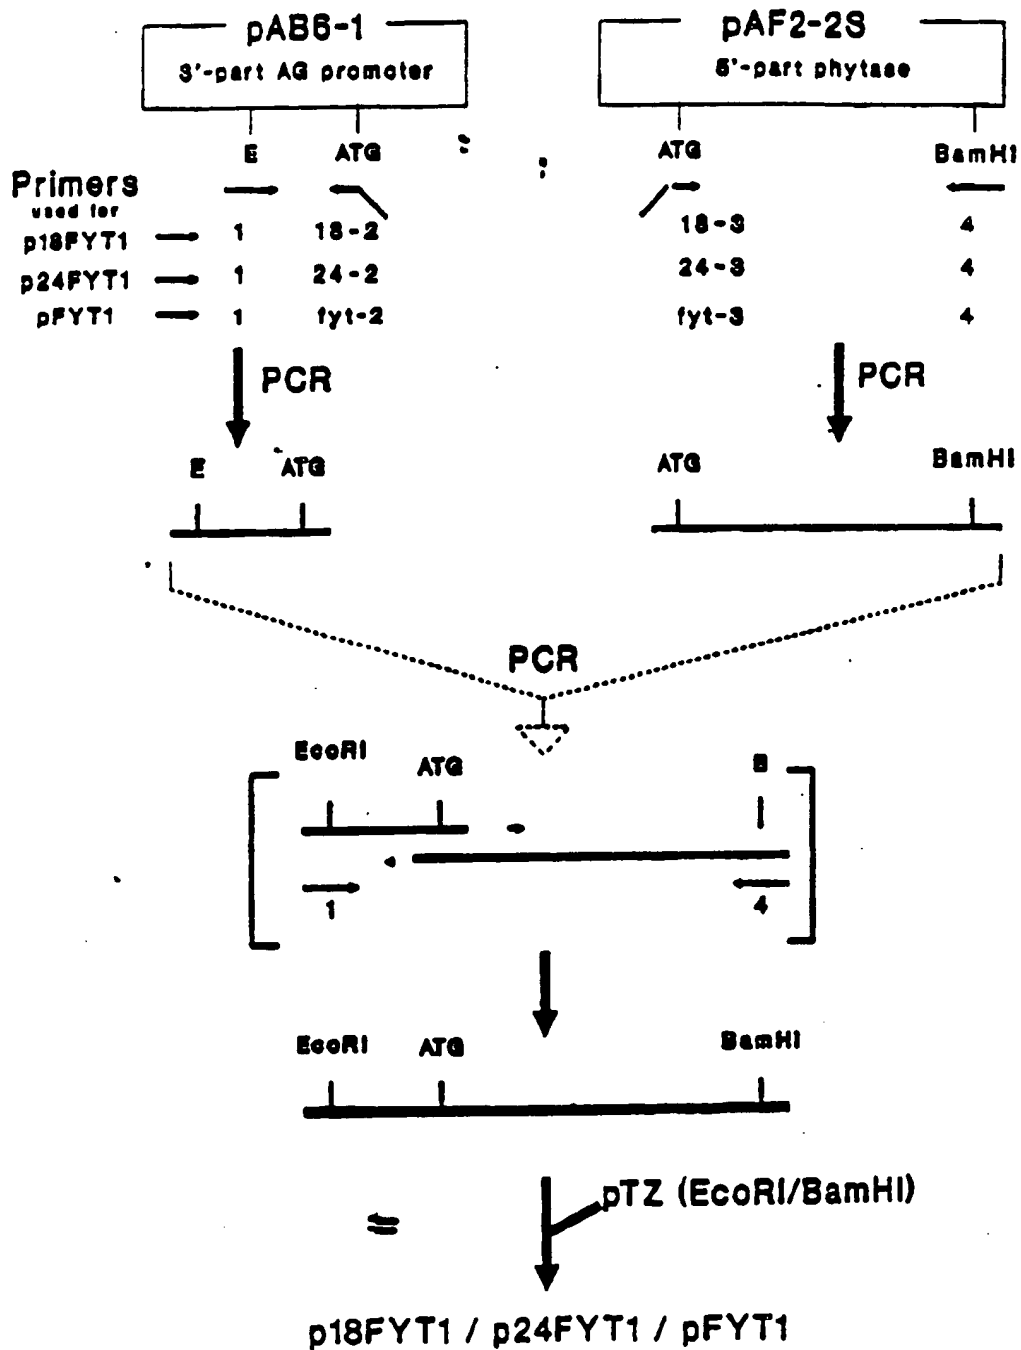 pAB6-1
3'-part AG promoter
pAF2-2S
5'-part phytase
E ATG
ATG BamHI
Primers
used for
p18FYT1 1 18-2 18-3 4
p24FYT1 1 24-2 24-3 4
pFYT1 1 fyt-2 fyt-3 4
PCR
PCR
E ATG
ATG BamHI
PCR
EcoRI ATG B
1 4
EcoRI ATG BamHI
pTZ (EcoRI/BamHI)
p18FYT1 / p24FYT1 / pFYT1